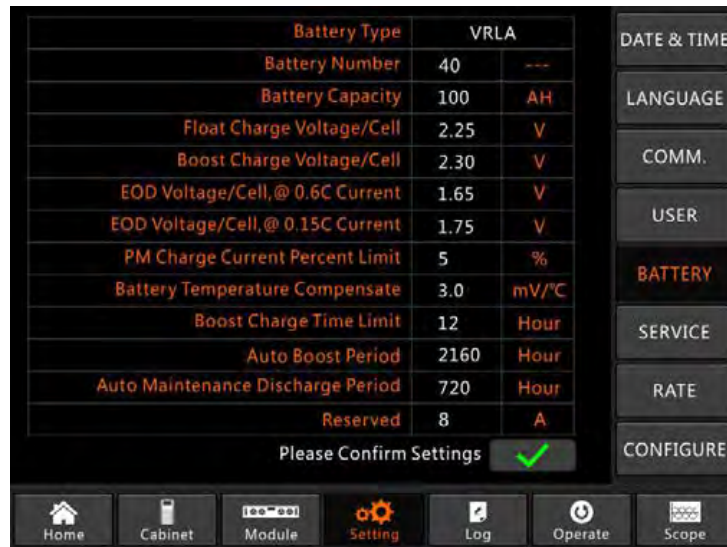 Battery Type VRLA
Battery Number 40 ---
Battery Capacity 100 AH
Float Charge Voltage/Cell 2.25 V
Boost Charge Voltage/Cell 2.30 V
EOD Voltage/Cell,@ 0.6C Current 1.65 V
EOD Voltage/Cell,@ 0.15C Current 1.75 V
PM Charge Current Percent Limit 5 %
Battery Temperature Compensate 3.0 mV/℃
Boost Charge Time Limit 12 Hour
Auto Boost Period 2160 Hour
Auto Maintenance Discharge Period 720 Hour
Reserved 8 A
Please Confirm Settings
DATE & TIME
LANGUAGE
COMM.
USER
BATTERY
SERVICE
RATE
CONFIGURE
Home Cabinet Module Setting Log Operate Scope